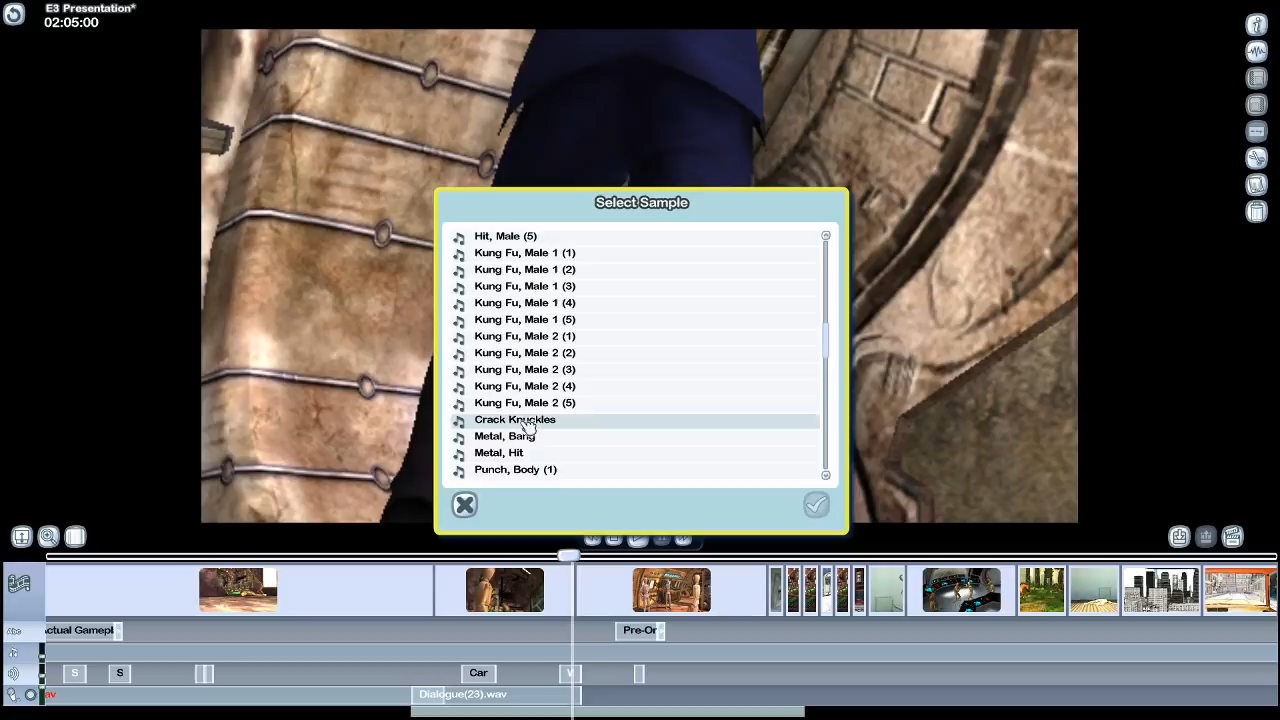 E3 Presentation*
02:05:00
Select Sample
Hit, Male (5)
Kung Fu, Male 1 (1)
Kung Fu, Male 1 (2)
Kung Fu, Male 1 (3)
Kung Fu, Male 1 (4)
Kung Fu, Male 1 (5)
Kung Fu, Male 2 (1)
Kung Fu, Male 2 (2)
Kung Fu, Male 2 (3)
Kung Fu, Male 2 (4)
Kung Fu, Male 2 (5)
Crack Knuckles
Metal, Bang
Metal, Hit
Punch, Body (1)
Abc
Actual Gamepl
Pre-Or
S
S
Car
av
Dialogue(23).wav